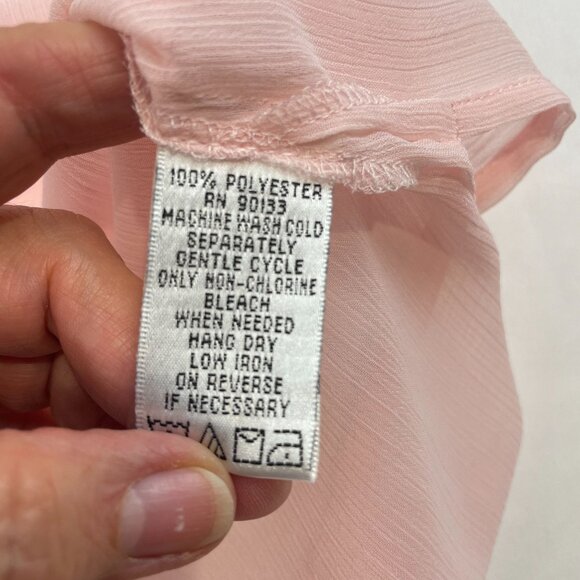 100% POLYESTER
RN 90133
MACHINE WASH COLD
SEPARATELY
GENTLE CYCLE
ONLY NON-CHLORINE
BLEACH
WHEN NEEDED
HANG DRY
LOW IRON
ON REVERSE
IF NECESSARY